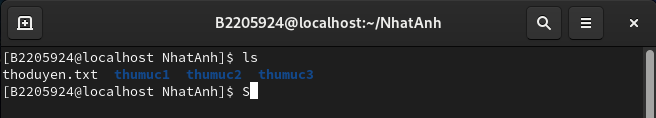 B2205924@localhost:~/NhatAnh
[B2205924@localhost NhatAnh]$ ls
thoduyen.txt  thumuc1  thumuc2  thumuc3
[B2205924@localhost NhatAnh]$ S